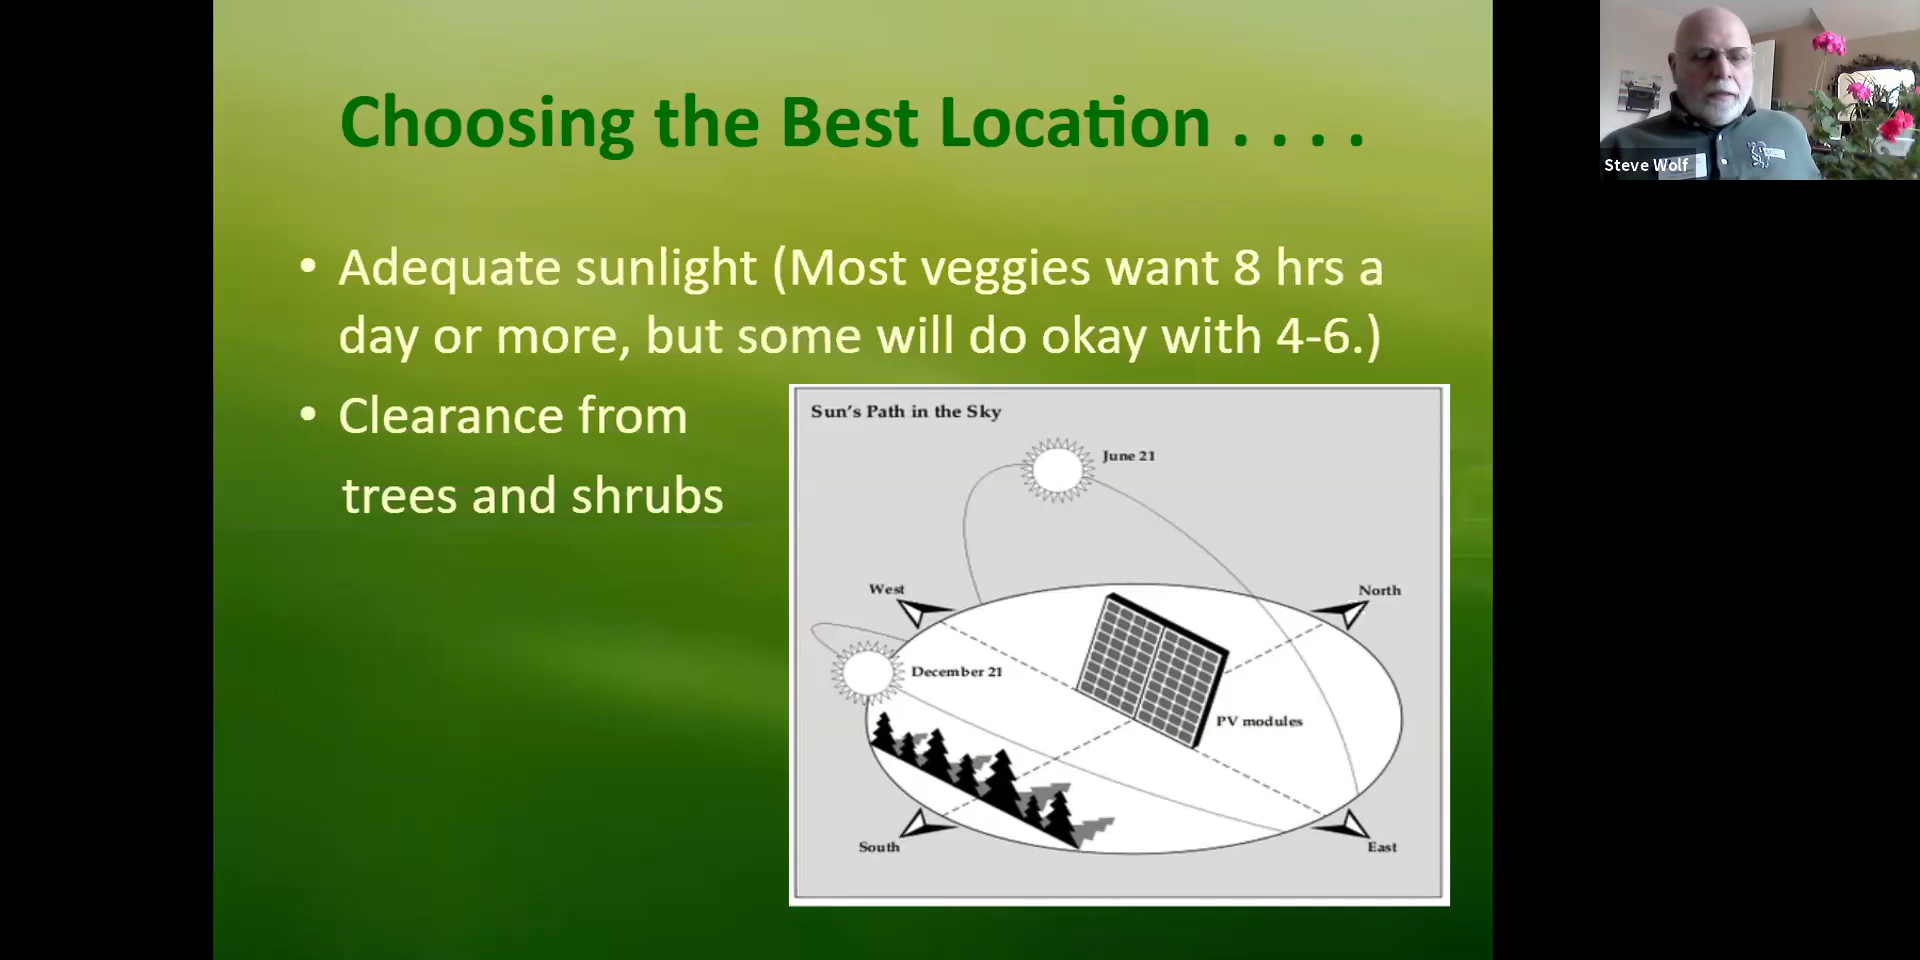 Choosing the Best Location . . . .
• Adequate sunlight (Most veggies want 8 hrs a
day or more, but some will do okay with 4-6.)
• Clearance from
trees and shrubs
Sun's Path in the Sky
June 21
West
North
December 21
PV modules
South
East
Steve Wolf